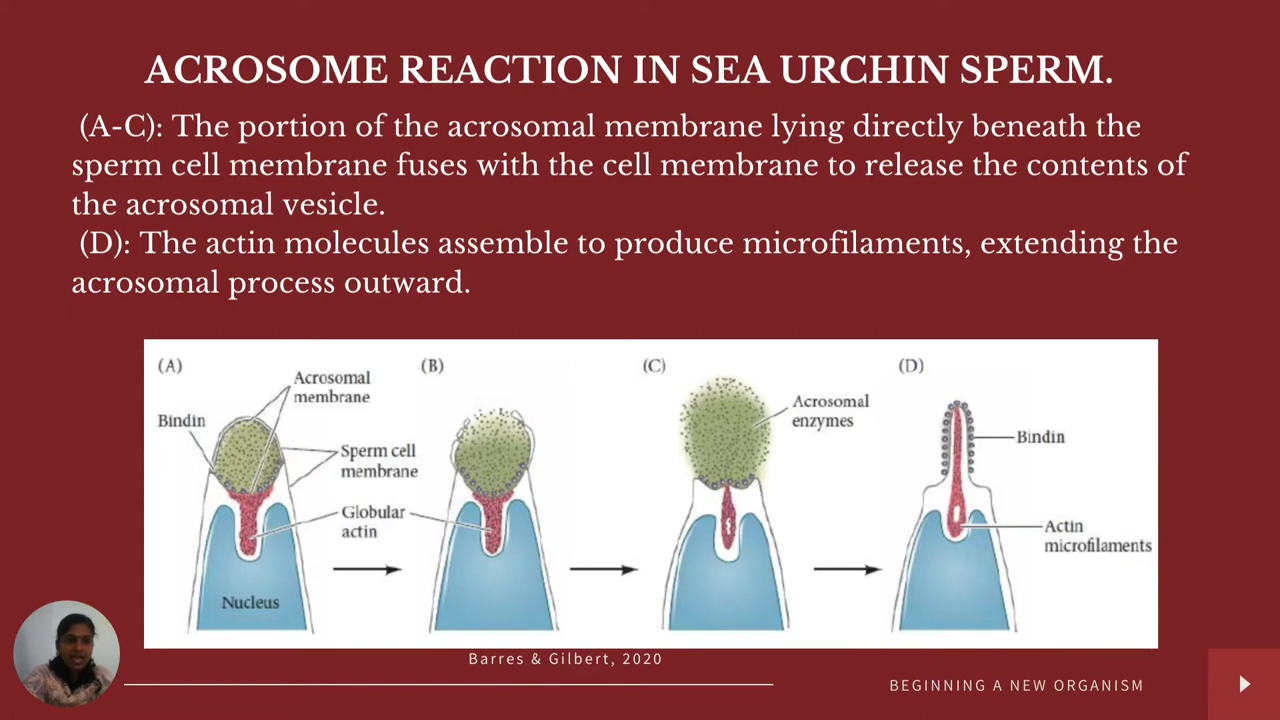 ACROSOME REACTION IN SEA URCHIN SPERM.
(A-C): The portion of the acrosomal membrane lying directly beneath the
sperm cell membrane fuses with the cell membrane to release the contents of
the acrosomal vesicle.
(D): The actin molecules assemble to produce microfilaments, extending the
acrosomal process outward.
(A)
Acrosomal
membrane
Bindin
Sperm cell
membrane
Globular
actin
Nucleus
(B)
(C)
Acrosomal
enzymes
(D)
Bindin
Actin
microfilaments
Barres & Gilbert, 2020
BEGINNING A NEW ORGANISM